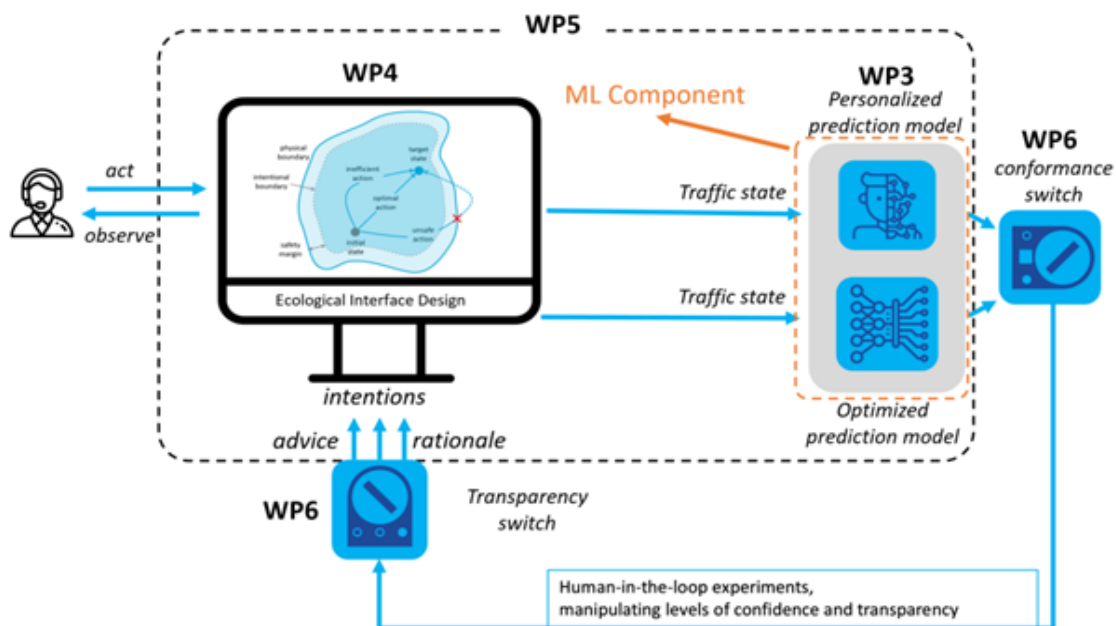 WP5
WP4
WP3
ML Component
Personalized
prediction model
WP6
conformance
switch
physical
boundary
target
state
inefficient
action
intentional
boundary
optimal
action
act
observe
Traffic state
unsafe
action
initial
state
safety
margin
Ecological Interface Design
Traffic state
intentions
Optimized
prediction model
advice
rationale
WP6
Transparency
switch
Human-in-the-loop experiments,
manipulating levels of confidence and transparency